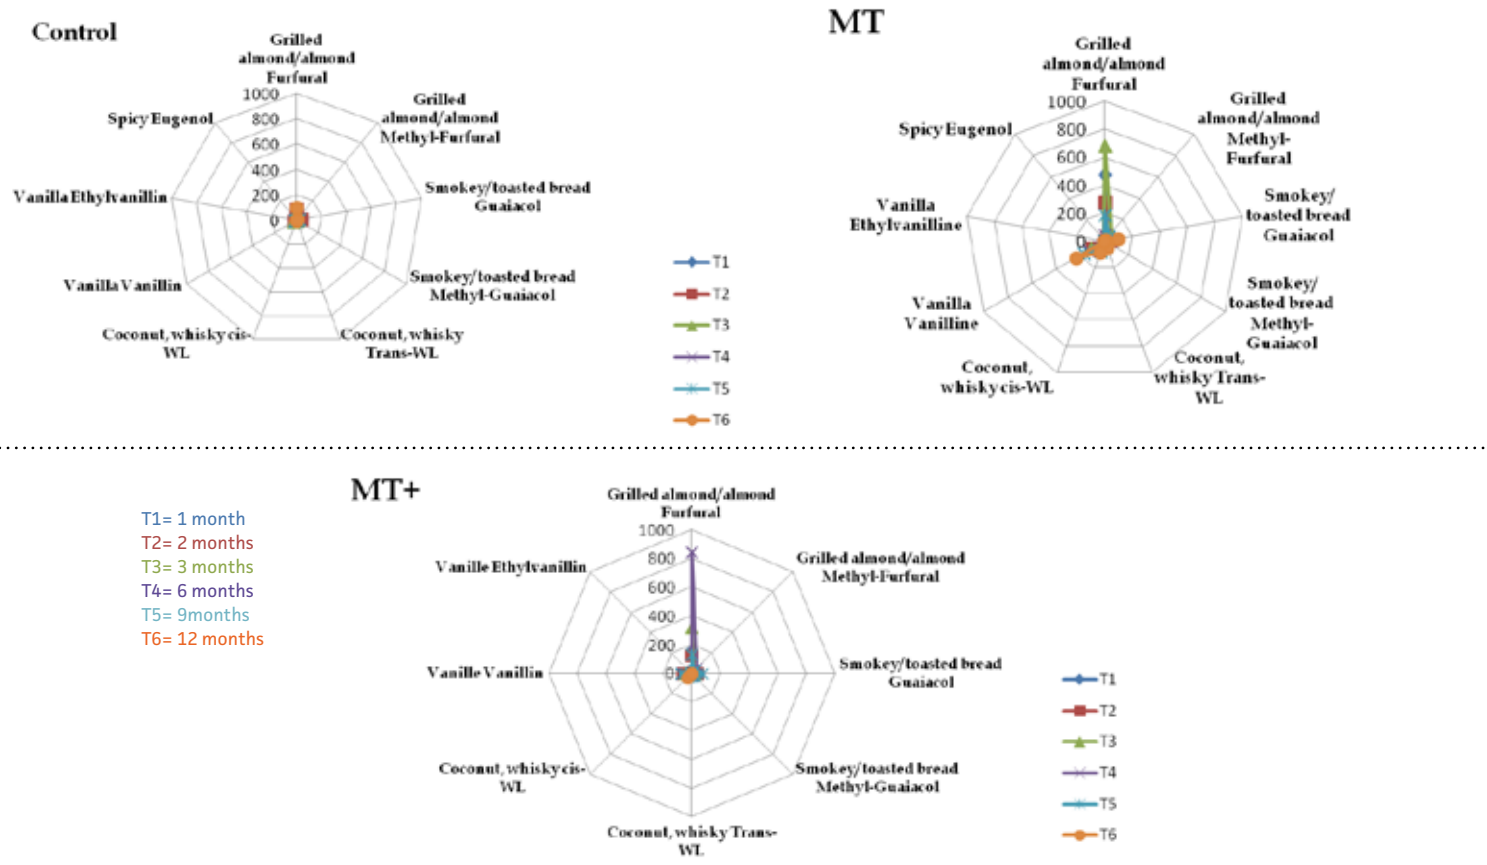 Control
Grilled
almond/almond
Furfural
Grilled
almond/almond
Methyl-Furfural
Smokey/toasted bread
Guaiacol
Smokey/toasted bread
Methyl-Guaiacol
Coconut, whisky
Trans-WL
Coconut, whisky cis-
WL
Vanilla Vanillin
Vanilla Ethylvanillin
Spicy Eugenol
1000
800
600
400
200
0
T1
T2
T3
T4
T5
T6
MT
Grilled
almond/almond
Furfural
Grilled
almond/almond
Methyl-
Furfural
Smokey/
toasted bread
Guaiacol
Smokey/
toasted bread
Methyl-
Guaiacol
Coconut,
whisky Trans-
WL
Coconut,
whisky cis-WL
Vanilla
Vanilline
Vanilla
Ethylvanilline
Spicy Eugenol
1000
800
600
400
200
0
MT+
T1= 1 month
T2= 2 months
T3= 3 months
T4= 6 months
T5= 9months
T6= 12 months
Grilled almond/almond
Furfural
Grilled almond/almond
Methyl-Furfural
Smokey/toasted bread
Guaiacol
Smokey/toasted bread
Methyl-Guaiacol
Coconut, whisky Trans-
WL
Coconut, whisky cis-
WL
Vanille Vanillin
Vanille Ethylvanillin
1000
800
600
400
200
0
T1
T2
T3
T4
T5
T6